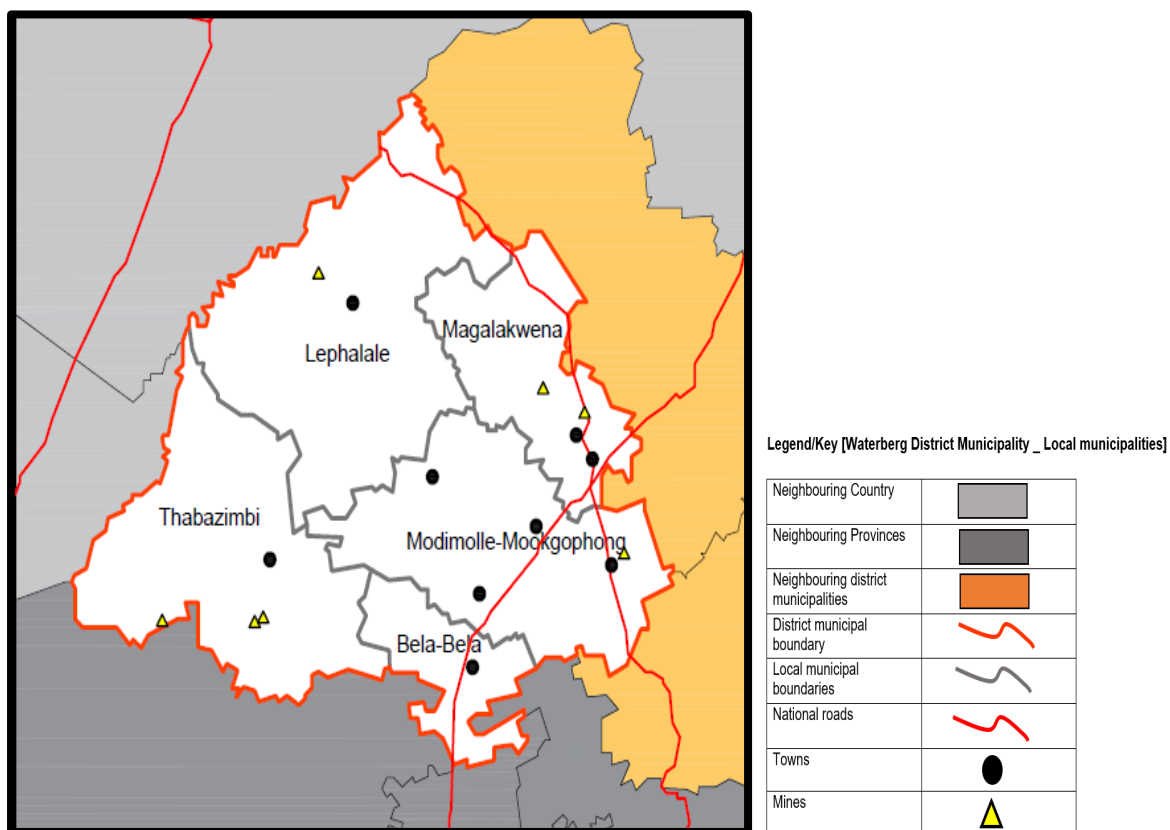 Magalakwena
Lephalale
Thabazimbi
Modimolle-Mookgophong
Bela-Bela
Legend/Key [Waterberg District Municipality _ Local municipalities]
Neighbouring Country
Neighbouring Provinces
Neighbouring district
municipalities
District municipal
boundary
Local municipal
boundaries
National roads
Towns
Mines